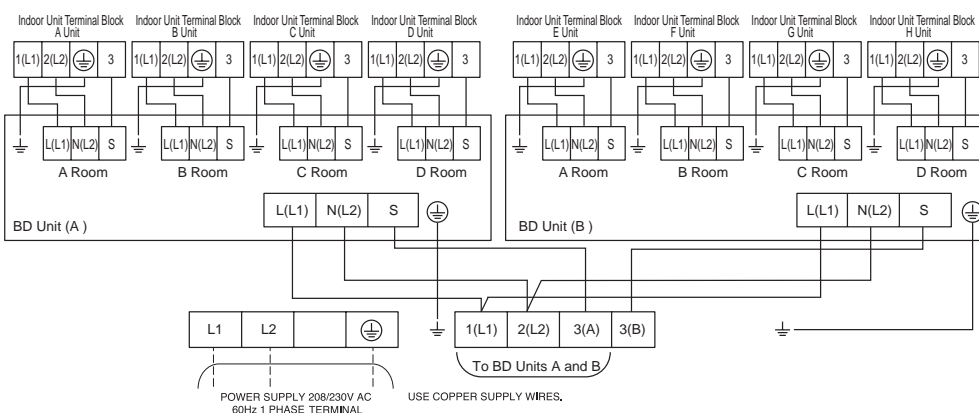 Indoor Unit Terminal Block Indoor Unit Terminal Block Indoor Unit Terminal Block Indoor Unit Terminal Block Indoor Unit Terminal Block Indoor Unit Terminal Block Indoor Unit Terminal Block Indoor Unit Terminal Block
A Unit B Unit C Unit D Unit E Unit F Unit G Unit H Unit
1(L1) 2(L2) 3 1(L1) 2(L2) 3 1(L1) 2(L2) 3 1(L1) 2(L2) 3 1(L1) 2(L2) 3 1(L1) 2(L2) 3 1(L1) 2(L2) 3 1(L1) 2(L2) 3
L(L1) N(L2) S L(L1) N(L2) S L(L1) N(L2) S L(L1) N(L2) S L(L1) N(L2) S L(L1) N(L2) S L(L1) N(L2) S L(L1) N(L2) S
A Room B Room C Room D Room A Room B Room C Room D Room
L(L1) N(L2) S L(L1) N(L2) S
BD Unit (A ) BD Unit (B )
L1 L2 1(L1) 2(L2) 3(A) 3(B)
To BD Units A and B
POWER SUPPLY 208/230V AC USE COPPER SUPPLY WIRES.
60Hz 1 PHASE TERMINAL